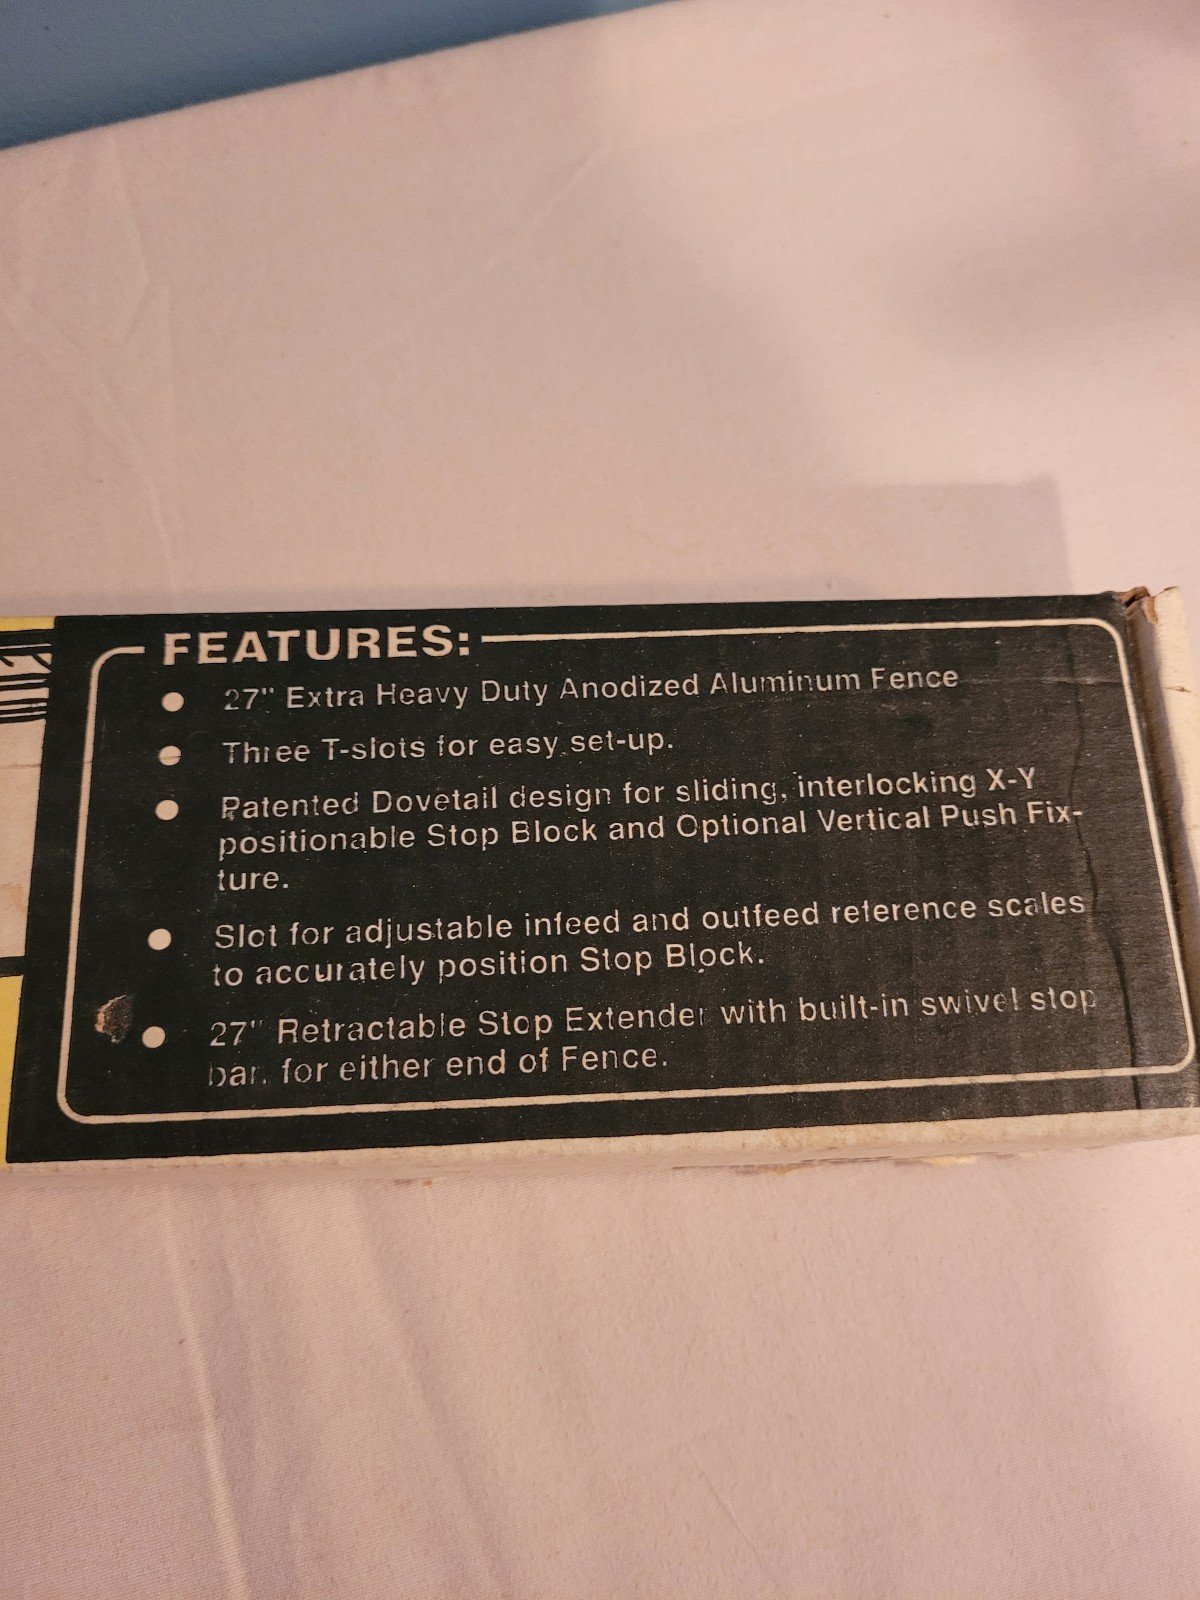 FEATURES:
● 27" Extra Heavy Duty Anodized Aluminum Fence
● Three T-slots for easy set-up.
● Patented Dovetail design for sliding, interlocking X-Y
positionable Stop Block and Optional Vertical Push Fix-
ture.
● Slot for adjustable infeed and outfeed reference scales
to accurately position Stop Block.
● 27" Retractable Stop Extender with built-in swivel stop
bar, for either end of Fence.